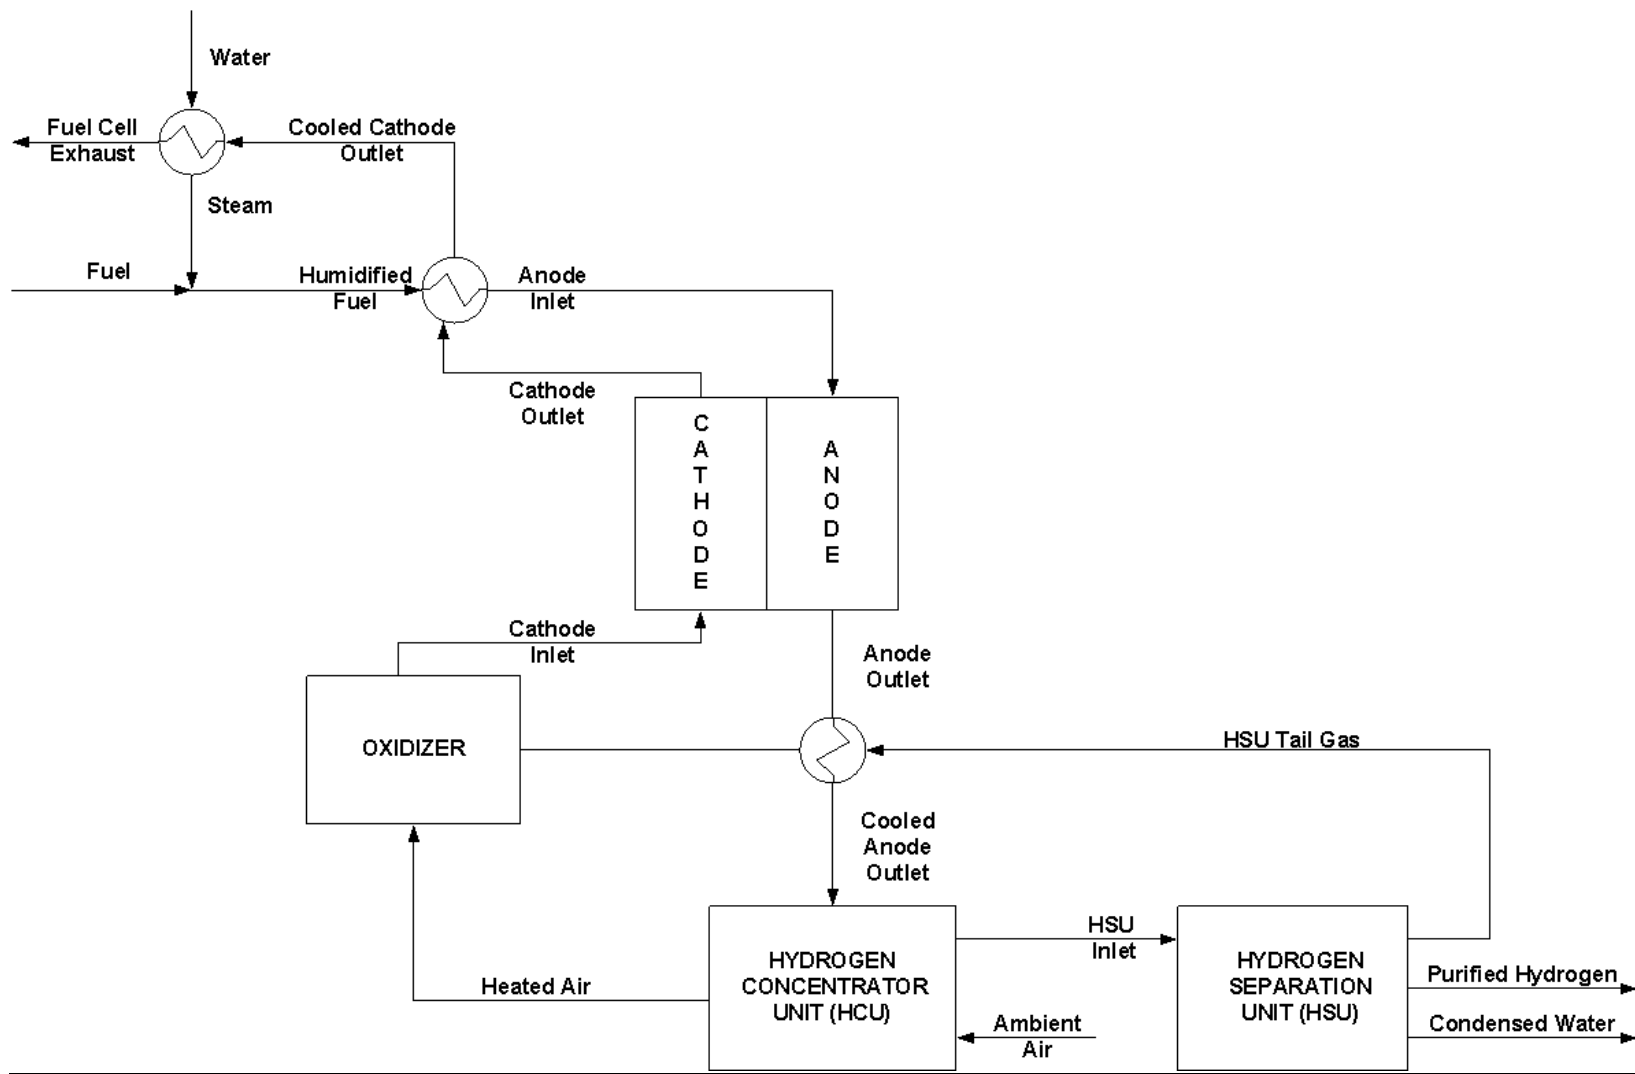 Water
Fuel Cell
Exhaust
Cooled Cathode
Outlet
Steam
Fuel
Humidified
Fuel
Anode
Inlet
Cathode
Outlet
CATHODE
ANODE
Cathode
Inlet
Anode
Outlet
OXIDIZER
HSU Tail Gas
Cooled
Anode
Outlet
HSU
Inlet
HYDROGEN
CONCENTRATOR
UNIT (HCU)
HYDROGEN
SEPARATION
UNIT (HSU)
Purified Hydrogen
Heated Air
Ambient
Air
Condensed Water